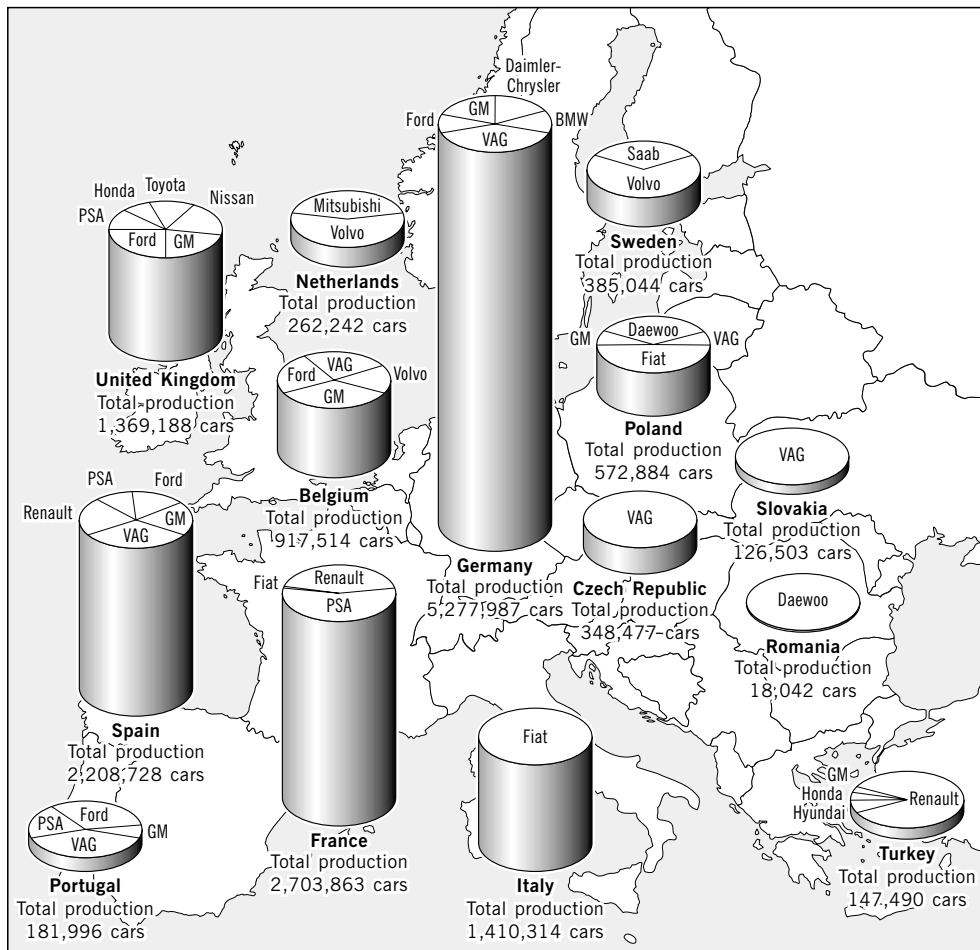 Daimler-
Chrysler
Ford
GM
BMW
VAG
Saab
Volvo
Sweden
Total production
385,044 cars
Honda
Toyota
Nissan
PSA
Ford
GM
United Kingdom
Total production
1,369,188 cars
Mitsubishi
Volvo
Netherlands
Total production
262,242 cars
GM
Daewoo
VAG
Fiat
Poland
Total production
572,884 cars
Ford
VAG
Volvo
GM
Belgium
Total production
917,514 cars
VAG
Slovakia
Total production
126,503 cars
Renault
PSA
Ford
GM
VAG
Spain
Total production
2,208,728 cars
Germany
Total production
5,277,987 cars
VAG
Czech Republic
Total production
348,477 cars
Fiat
Renault
PSA
France
Total production
2,703,863 cars
Daewoo
Romania
Total production
18,042 cars
Fiat
Italy
Total production
1,410,314 cars
PSA
Ford
GM
VAG
Portugal
Total production
181,996 cars
GM
Honda
Hyundai
Renault
Turkey
Total production
147,490 cars